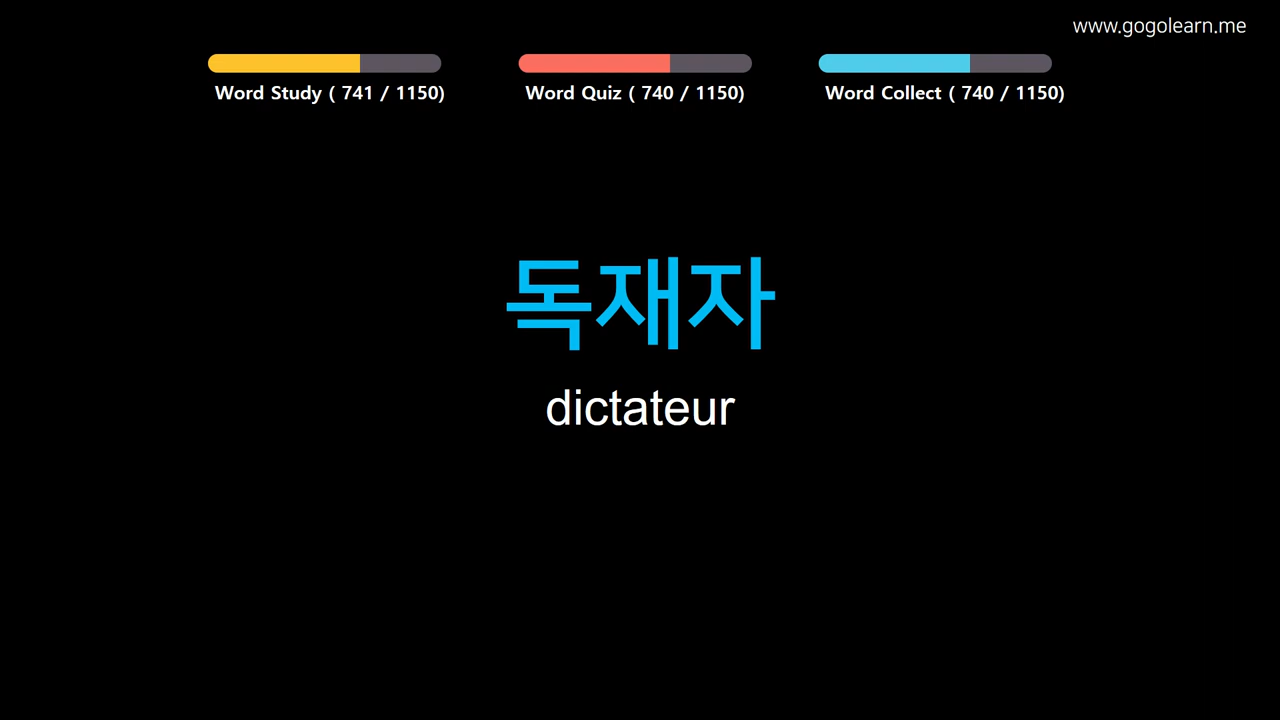 www.gogolearn.me
Word Study ( 741 / 1150)
Word Quiz ( 740 / 1150)
Word Collect ( 740 / 1150)
독재자
dictateur